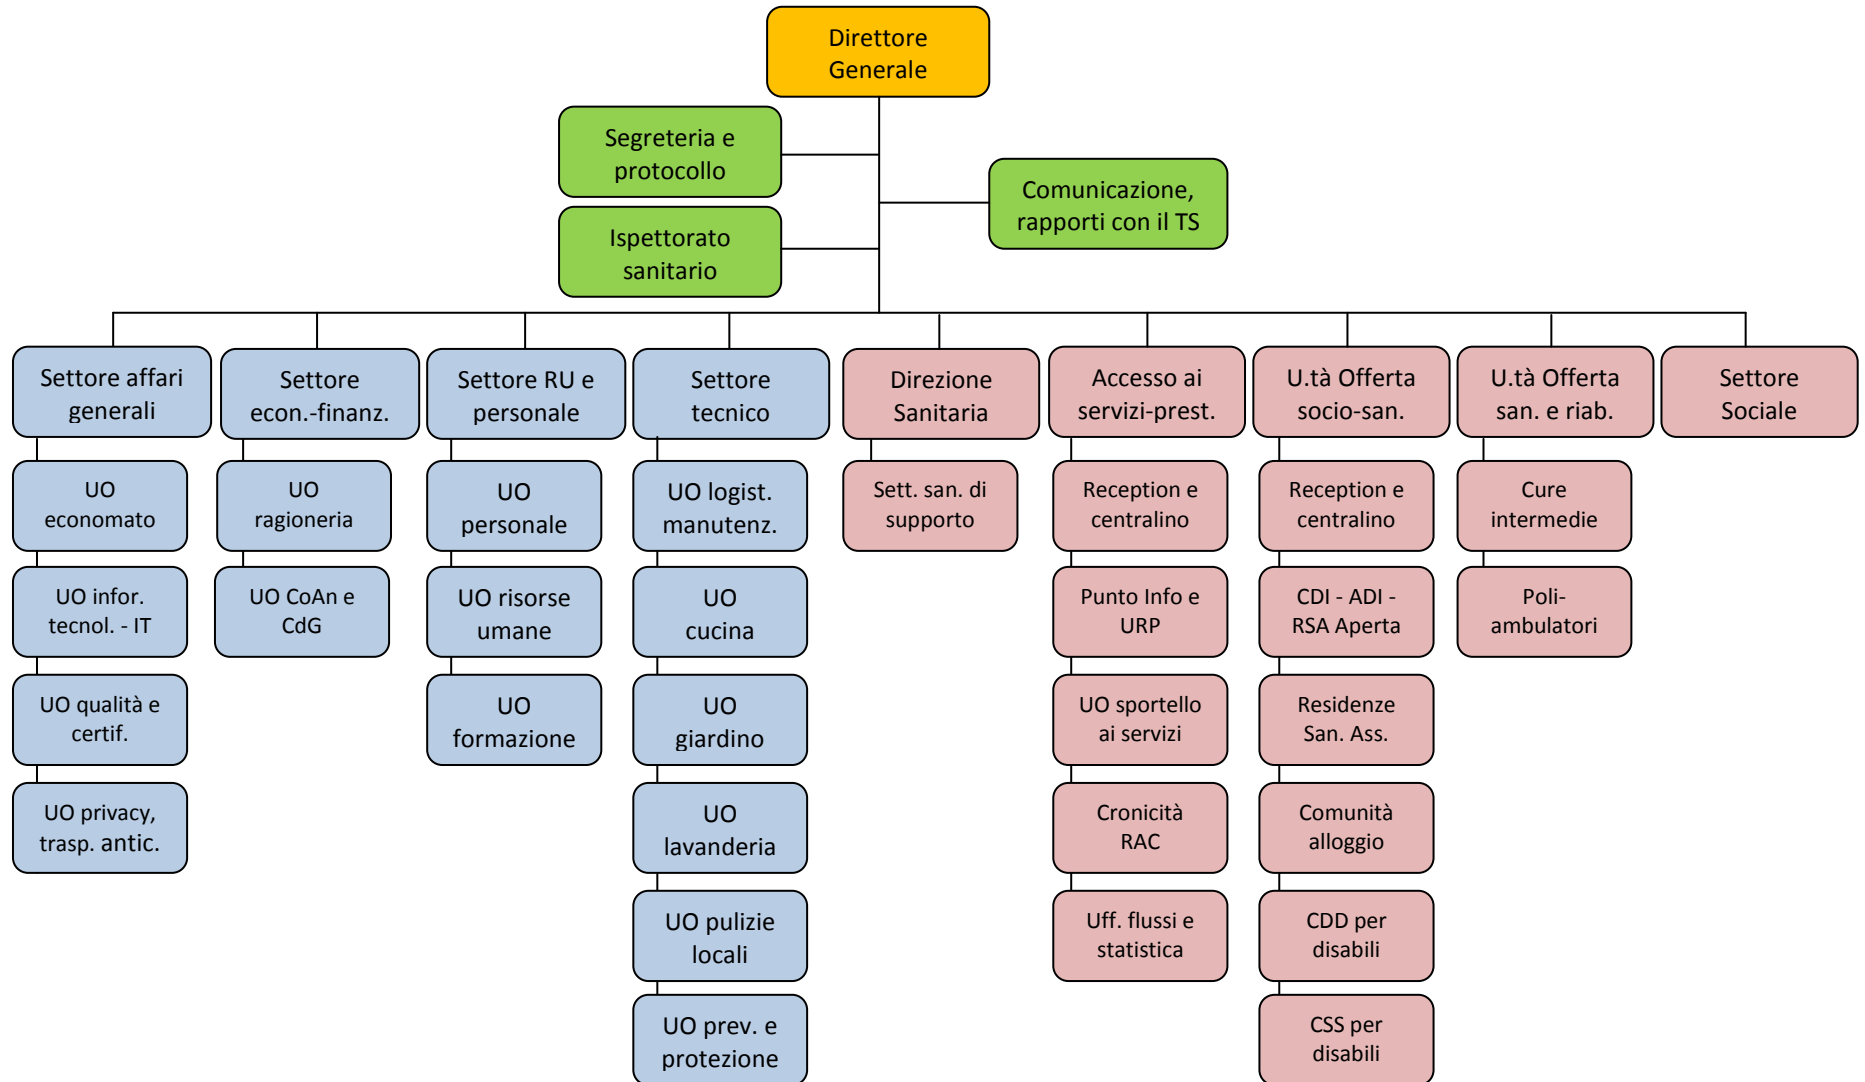 Direttore
Generale
Segreteria e
protocollo
Comunicazione,
rapporti con il TS
Ispettorato
sanitario
Settore affari
generali
Settore
econ.-finanz.
Settore RU e
personale
Settore
tecnico
Direzione
Sanitaria
Accesso ai
servizi-prest.
U.tà Offerta
socio-san.
U.tà Offerta
san. e riab.
Settore
Sociale
UO
economato
UO
ragioneria
UO
personale
UO logist.
manutenz.
Sett. san. di
supporto
Reception e
centralino
Reception e
centralino
Cure
intermedie
UO infor.
tecnol. - IT
UO CoAn e
CdG
UO risorse
umane
UO
cucina
Punto Info e
URP
CDI - ADI -
RSA Aperta
Poli-
ambulatori
UO qualità e
certif.
UO
formazione
UO
giardino
UO sportello
ai servizi
Residenze
San. Ass.
UO privacy,
trasp. antic.
UO
lavanderia
Cronicità
RAC
Comunità
alloggio
UO pulizie
locali
Uff. flussi e
statistica
CDD per
disabili
UO prev. e
protezione
CSS per
disabili